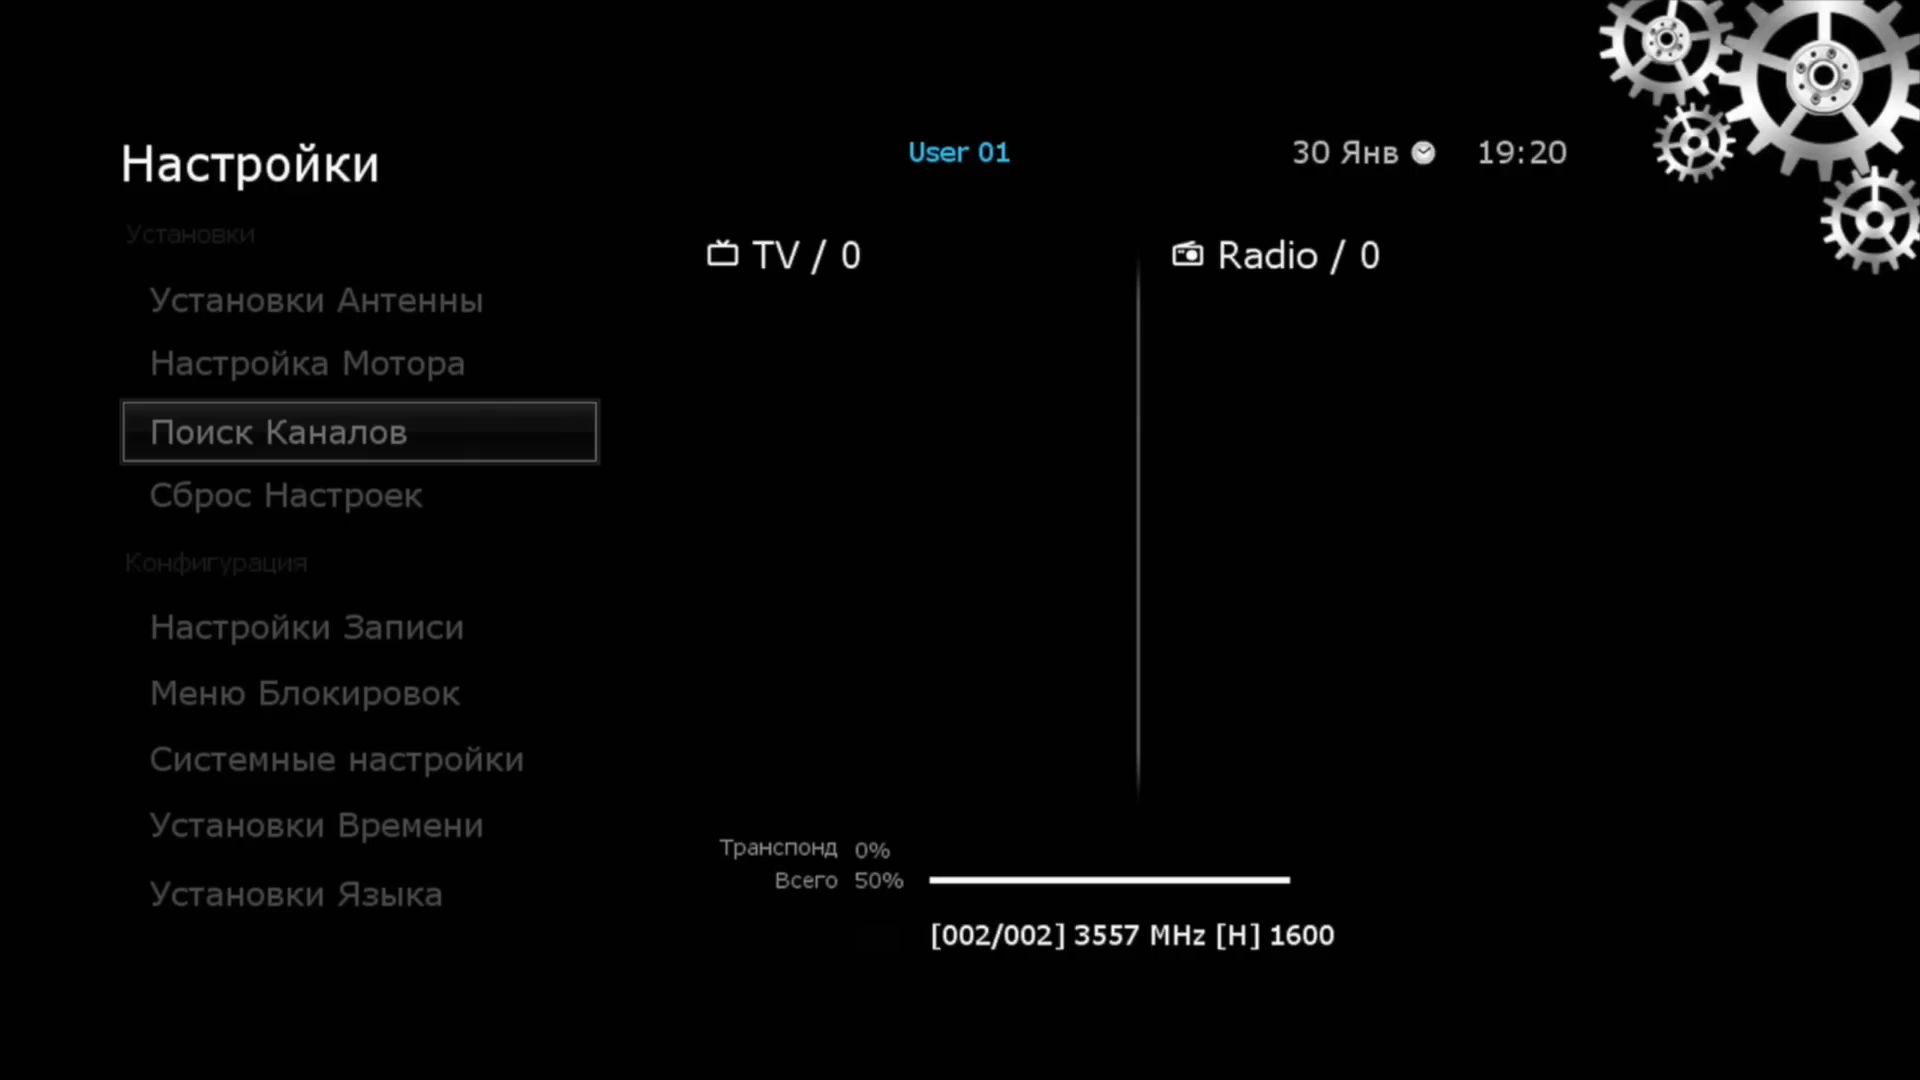 Настройки
User 01
30 Янв 19:20
Установки
Установки Антенны
Настройка Мотора
Поиск Каналов
Сброс Настроек
Конфигурация
Настройки Записи
Меню Блокировок
Системные настройки
Установки Времени
Установки Языка
TV / 0
Radio / 0
Транспонд 0%
Всего 50%
[002/002] 3557 MHz [H] 1600